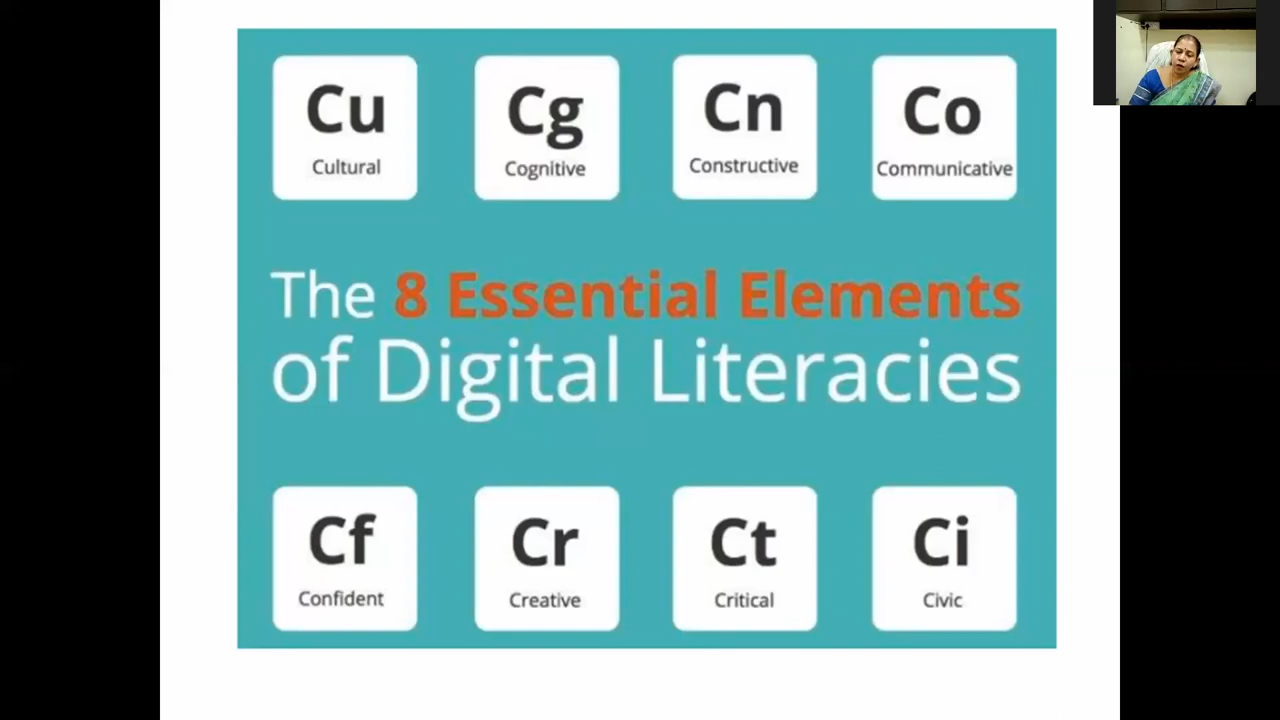 Cu
Cultural
Cg
Cognitive
Cn
Constructive
Co
Communicative
The 8 Essential Elements
of Digital Literacies
Cf
Confident
Cr
Creative
Ct
Critical
Ci
Civic